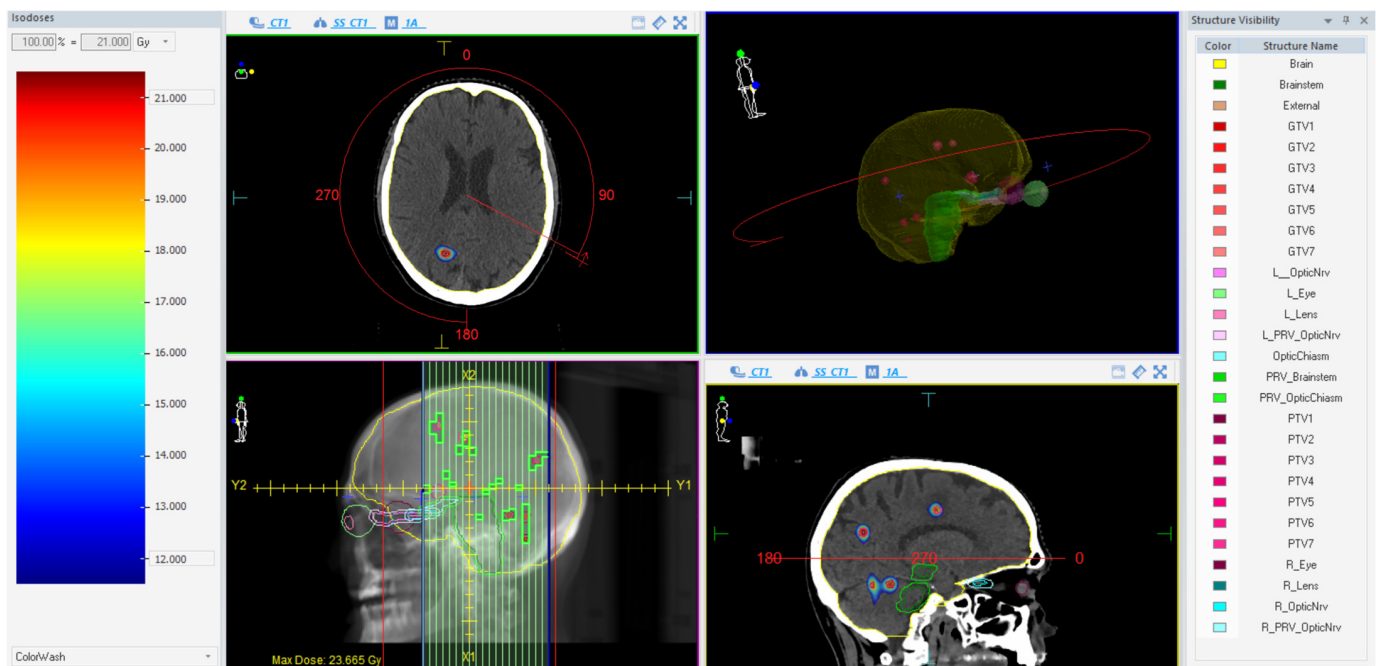 Isodoses
100.00 % = 21.000 Gy
21.000
20.000
19.000
18.000
17.000
16.000
15.000
14.000
13.000
12.000
ColorWash
CT1 SS_CT1 M 1A
0
270
90
180
X2
Y2
Y1
X1
Max Dose: 23.665 Gy
CT1 SS_CT1 M 1A
180
270
0
Structure Visibility
Color Structure Name
Brain
Brainstem
External
GTV1
GTV2
GTV3
GTV4
GTV5
GTV6
GTV7
L__OpticNrv
L_Eye
L_Lens
L_PRV_OpticNrv
OpticChiasm
PRV_Brainstem
PRV_OpticChiasm
PTV1
PTV2
PTV3
PTV4
PTV5
PTV6
PTV7
R_Eye
R_Lens
R_OpticNrv
R_PRV_OpticNrv